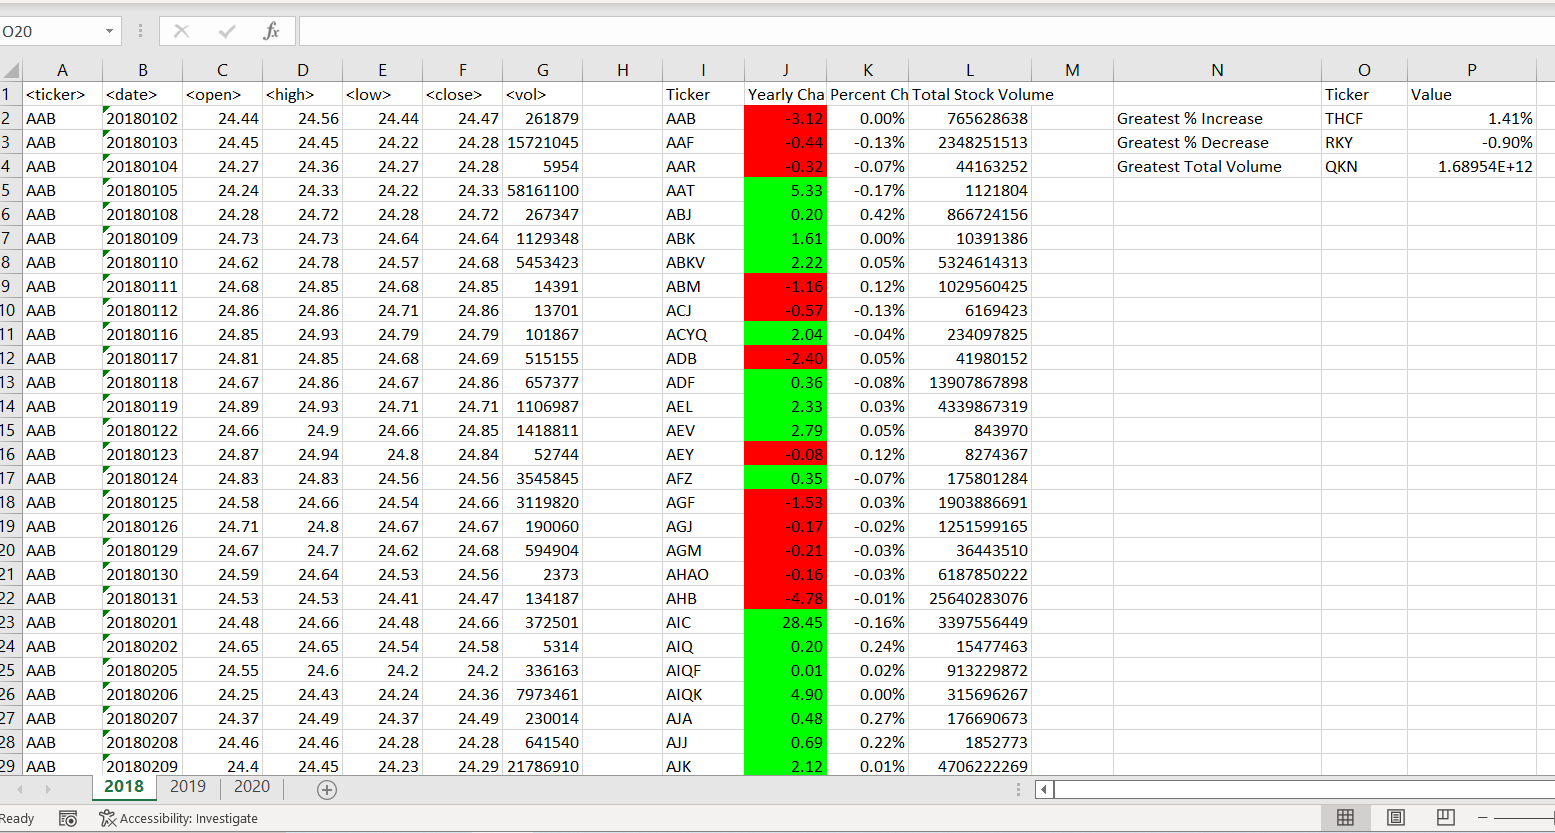 O20 fx
A B C D E F G H I J K L M N O P
1 <ticker> <date> <open> <high> <low> <close> <vol> Ticker Yearly Cha Percent Ch Total Stock Volume Ticker Value
2 AAB 20180102 24.44 24.56 24.44 24.47 261879 AAB -3.12 0.00% 765628638 Greatest % Increase THCF 1.41%
3 AAB 20180103 24.45 24.45 24.22 24.28 15721045 AAF -0.44 -0.13% 2348251513 Greatest % Decrease RKY -0.90%
4 AAB 20180104 24.27 24.36 24.27 24.28 5954 AAR -0.32 -0.07% 44163252 Greatest Total Volume QKN 1.68954E+12
5 AAB 20180105 24.24 24.33 24.22 24.33 58161100 AAT 5.33 -0.17% 1121804
6 AAB 20180108 24.28 24.72 24.28 24.72 267347 ABJ 0.20 0.42% 866724156
7 AAB 20180109 24.73 24.73 24.64 24.64 1129348 ABK 1.61 0.00% 10391386
8 AAB 20180110 24.62 24.78 24.57 24.68 5453423 ABKV 2.22 0.05% 5324614313
9 AAB 20180111 24.68 24.85 24.68 24.85 14391 ABM -1.16 0.12% 1029560425
10 AAB 20180112 24.86 24.86 24.71 24.86 13701 ACJ -0.57 -0.13% 6169423
11 AAB 20180116 24.85 24.93 24.79 24.79 101867 ACYQ 2.04 -0.04% 234097825
12 AAB 20180117 24.81 24.85 24.68 24.69 515155 ADB -2.40 0.05% 41980152
13 AAB 20180118 24.67 24.86 24.67 24.86 657377 ADF 0.36 -0.08% 13907867898
14 AAB 20180119 24.89 24.93 24.71 24.71 1106987 AEL 2.33 0.03% 4339867319
15 AAB 20180122 24.66 24.9 24.66 24.85 1418811 AEV 2.79 0.05% 843970
16 AAB 20180123 24.87 24.94 24.8 24.84 52744 AEY -0.08 0.12% 8274367
17 AAB 20180124 24.83 24.83 24.56 24.56 3545845 AFZ 0.35 -0.07% 175801284
18 AAB 20180125 24.58 24.66 24.54 24.66 3119820 AGF -1.53 0.03% 1903886691
19 AAB 20180126 24.71 24.8 24.67 24.67 190060 AGJ -0.17 -0.02% 1251599165
20 AAB 20180129 24.67 24.7 24.62 24.68 594904 AGM -0.21 -0.03% 36443510
21 AAB 20180130 24.59 24.64 24.53 24.56 2373 AHAO -0.16 -0.03% 6187850222
22 AAB 20180131 24.53 24.53 24.41 24.47 134187 AHB -4.78 -0.01% 25640283076
23 AAB 20180201 24.48 24.66 24.48 24.66 372501 AIC 28.45 -0.16% 3397556449
24 AAB 20180202 24.65 24.65 24.54 24.58 5314 AIQ 0.20 0.24% 15477463
25 AAB 20180205 24.55 24.6 24.2 24.2 336163 AIQF 0.01 0.02% 913229872
26 AAB 20180206 24.25 24.43 24.24 24.36 7973461 AIQK 4.90 0.00% 315696267
27 AAB 20180207 24.37 24.49 24.37 24.49 230014 AJA 0.48 0.27% 176690673
28 AAB 20180208 24.46 24.46 24.28 24.28 641540 AJJ 0.69 0.22% 1852773
29 AAB 20180209 24.4 24.45 24.23 24.29 21786910 AJK 2.12 0.01% 4706222269
2018 2019 2020
Ready Accessibility: Investigate